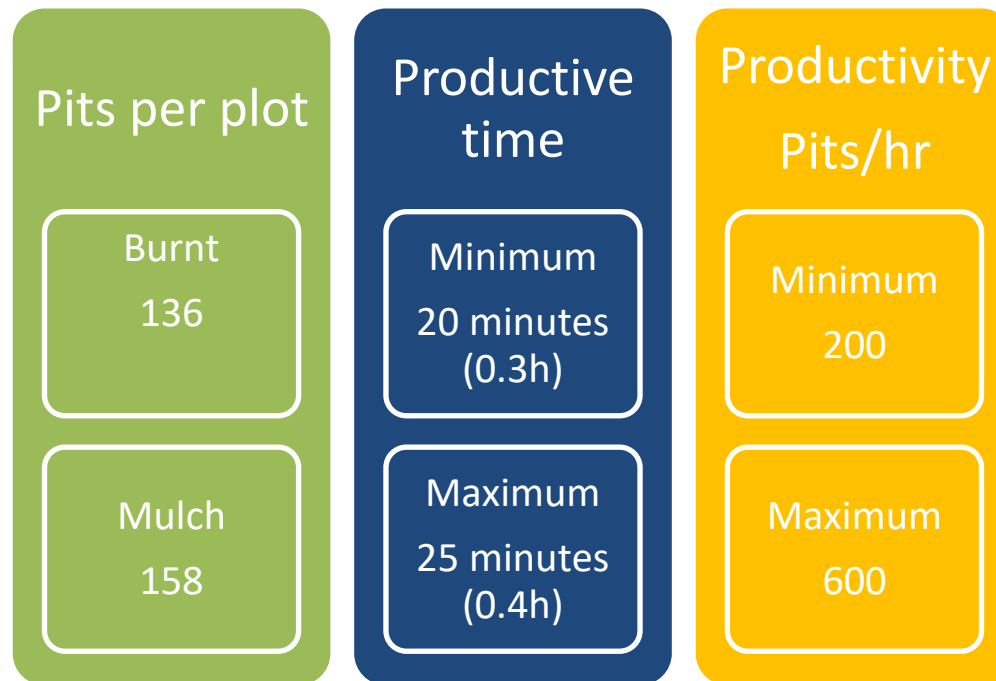 Pits per plot
Burnt
136
Mulch
158
Productive
time
Minimum
20 minutes
(0.3h)
Maximum
25 minutes
(0.4h)
Productivity
Pits/hr
Minimum
200
Maximum
600